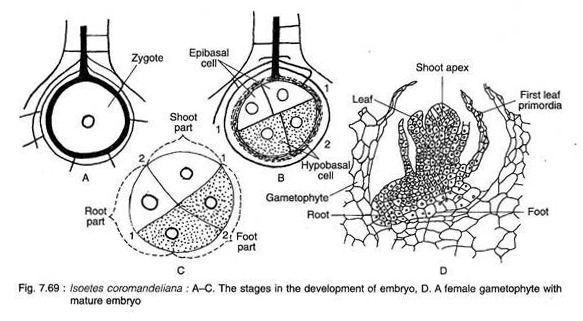 Zygote
A
Epibasal
cell
1
1
2
Hypobasal
cell
B
Shoot
part
2
1
Root
part
1
2
Foot
part
C
Shoot apex
Leaf
First leaf
primordia
Gametophyte
Root
Foot
D
Fig. 7.69 : Isoetes coromandeliana : A–C. The stages in the development of embryo, D. A female gametophyte with
mature embryo